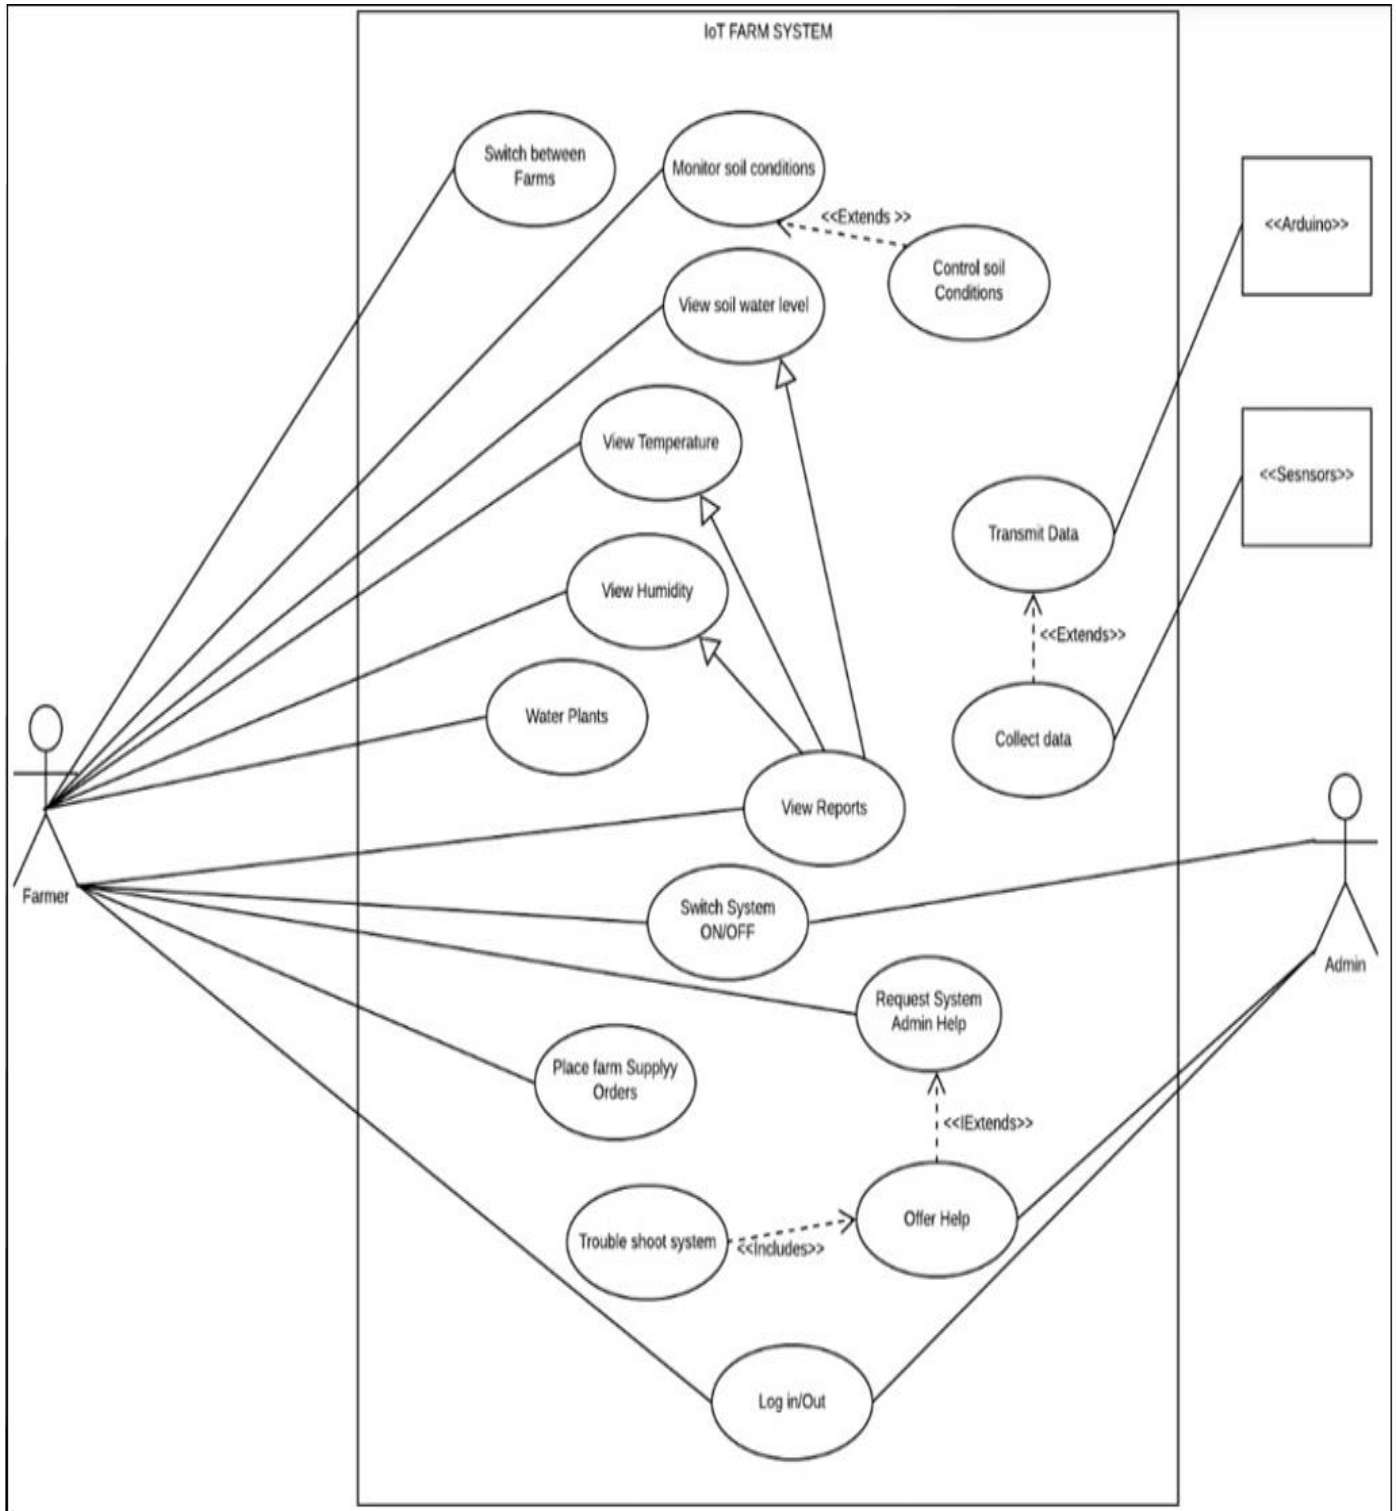 IoT FARM SYSTEM
Switch between
Farms
Monitor soil conditions
<<Extends >>
Control soil
Conditions
<<Arduino>>
View soil water level
View Temperature
<<Sesnsors>>
Transmit Data
View Humidity
<<Extends>>
Water Plants
Collect data
View Reports
Farmer
Switch System
ON/OFF
Admin
Request System
Admin Help
Place farm Supplyy
Orders
<<IExtends>>
Offer Help
Trouble shoot system
<<Includes>>
Log in/Out